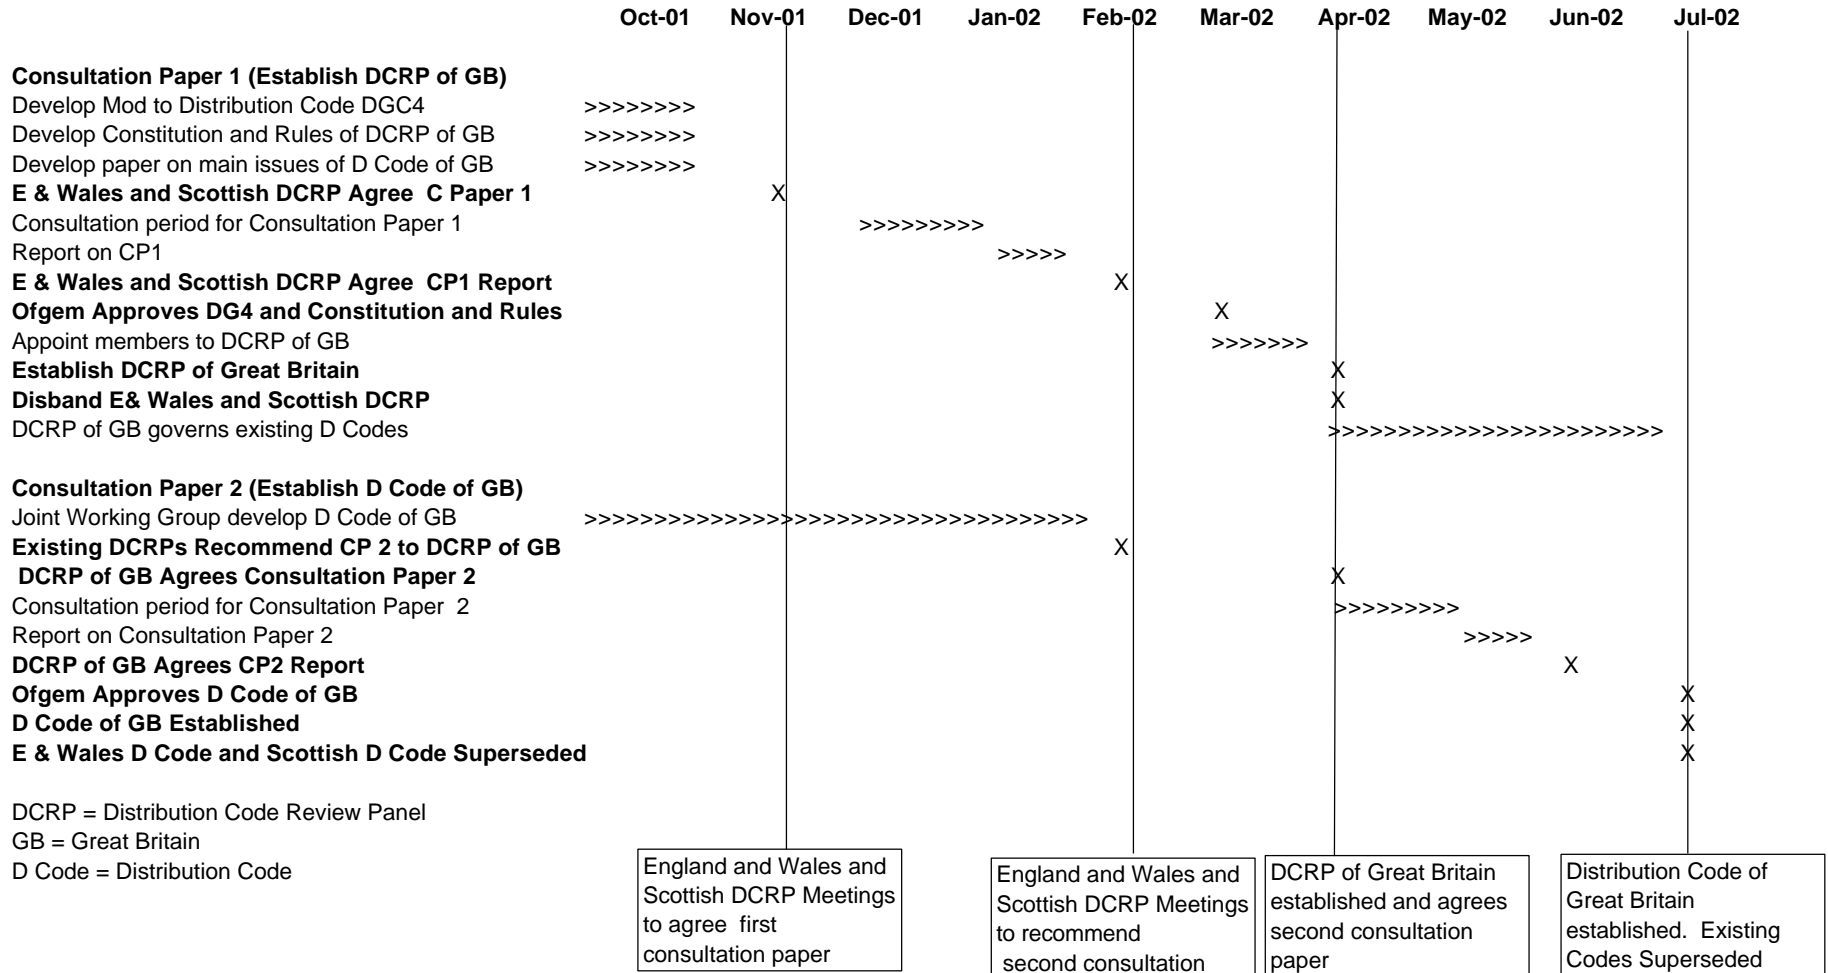 Oct-01 Nov-01 Dec-01 Jan-02 Feb-02 Mar-02 Apr-02 May-02 Jun-02 Jul-02
Consultation Paper 1 (Establish DCRP of GB)
Develop Mod to Distribution Code DGC4 >>>>>>>>
Develop Constitution and Rules of DCRP of GB >>>>>>>>
Develop paper on main issues of D Code of GB >>>>>>>>
E & Wales and Scottish DCRP Agree C Paper 1 X
Consultation period for Consultation Paper 1 >>>>>>>>>
Report on CP1 >>>>>
E & Wales and Scottish DCRP Agree CP1 Report X
Ofgem Approves DG4 and Constitution and Rules X
Appoint members to DCRP of GB >>>>>>>
Establish DCRP of Great Britain X
Disband E& Wales and Scottish DCRP X
DCRP of GB governs existing D Codes >>>>>>>>>>>>>>>>>>>>>>>>
Consultation Paper 2 (Establish D Code of GB)
Joint Working Group develop D Code of GB >>>>>>>>>>>>>>>>>>>>>>>>>>>>>>>>>>>>
Existing DCRPs Recommend CP 2 to DCRP of GB X
DCRP of GB Agrees Consultation Paper 2 X
Consultation period for Consultation Paper 2 >>>>>>>>>
Report on Consultation Paper 2 >>>>>
DCRP of GB Agrees CP2 Report X
Ofgem Approves D Code of GB X
D Code of GB Established X
E & Wales D Code and Scottish D Code Superseded X
DCRP = Distribution Code Review Panel
GB = Great Britain
D Code = Distribution Code
England and Wales and
Scottish DCRP Meetings
to agree first
consultation paper
England and Wales and
Scottish DCRP Meetings
to recommend
second consultation
DCRP of Great Britain
established and agrees
second consultation
paper
Distribution Code of
Great Britain
established. Existing
Codes Superseded